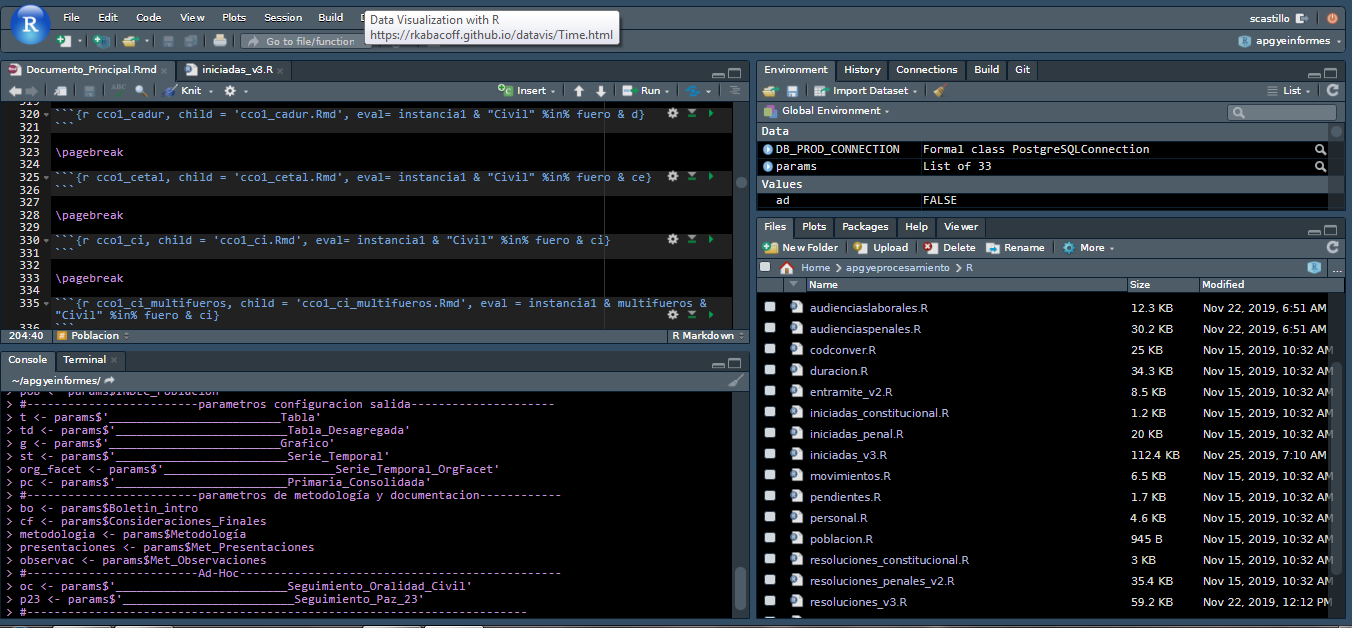 File Edit Code View Plots Session Build
Data Visualization with R
https://rkabacoff.github.io/datavis/Time.html
scastillo
Go to file/function
apgyeinformes
Documento_Principal.Rmd
iniciadas_v3.R
Knit
Insert
Run
320 ```{r cco1_cadur, child = 'cco1_cadur.Rmd', eval= instancia1 & "Civil" %in% fuero & d}
321 ```
322
323 \pagebreak
324
325 ```{r cco1_cetal, child = 'cco1_cetal.Rmd', eval= instancia1 & "Civil" %in% fuero & ce}
326 ```
327
328 \pagebreak
329
330 ```{r cco1_ci, child = 'cco1_ci.Rmd', eval= instancia1 & "Civil" %in% fuero & ci}
331 ```
332
333 \pagebreak
334
335 ```{r cco1_ci_multifueros, child = 'cco1_ci_multifueros.Rmd', eval = instancia1 & multifueros &
"Civil" %in% fuero & ci}
336 ```
204:40 Poblacion R Markdown
Console Terminal
~/apgyeinformes/
> pob <- params$INDEC_Poblacion
> #--------------------------parametros configuracion salida----------------------
> t <- params$'__________________________Tabla'
> td <- params$'__________________________Tabla_Desagregada'
> g <- params$'__________________________Grafico'
> st <- params$'__________________________Serie_Temporal'
> org_facet <- params$'__________________________Serie_Temporal_OrgFacet'
> pc <- params$'__________________________Primaria_Consolidada'
> #--------------------------parametros de metodología y documentacion------------
> bo <- params$Boletin_intro
> cf <- params$Consideraciones_Finales
> metodologia <- params$Metodología
> presentaciones <- params$Met_Presentaciones
> observac <- params$Met_Observaciones
> #--------------------------Ad-Hoc------------------------------------------------
> oc <- params$'__________________________Seguimiento_Oralidad_Civil'
> p23 <- params$'__________________________Seguimiento_Paz_23'
> #----------------------------------------------------------------------------
Environment History Connections Build Git
Import Dataset List
Global Environment
Data
DB_PROD_CONNECTION Formal class PostgreSQLConnection
params List of 33
Values
ad FALSE
Files Plots Packages Help Viewer
New Folder Upload Delete Rename More
Home apgyeprocesamiento R ...
Name Size Modified
audienciaslaborales.R 12.3 KB Nov 22, 2019, 6:51 AM
audienciaspenales.R 30.2 KB Nov 22, 2019, 6:51 AM
codconver.R 25 KB Nov 15, 2019, 10:32 AM
duracion.R 34.3 KB Nov 15, 2019, 10:32 AM
entramite_v2.R 8.5 KB Nov 15, 2019, 10:32 AM
iniciadas_constitucional.R 1.2 KB Nov 15, 2019, 10:32 AM
iniciadas_penal.R 20 KB Nov 15, 2019, 10:32 AM
iniciadas_v3.R 112.4 KB Nov 25, 2019, 7:10 AM
movimientos.R 6.5 KB Nov 15, 2019, 10:32 AM
pendientes.R 1.7 KB Nov 15, 2019, 10:32 AM
personal.R 4.6 KB Nov 15, 2019, 10:32 AM
poblacion.R 945 B Nov 15, 2019, 10:32 AM
resoluciones_constitucional.R 3 KB Nov 15, 2019, 10:32 AM
resoluciones_penales_v2.R 35.4 KB Nov 15, 2019, 10:32 AM
resoluciones_v3.R 59.2 KB Nov 22, 2019, 12:12 PM